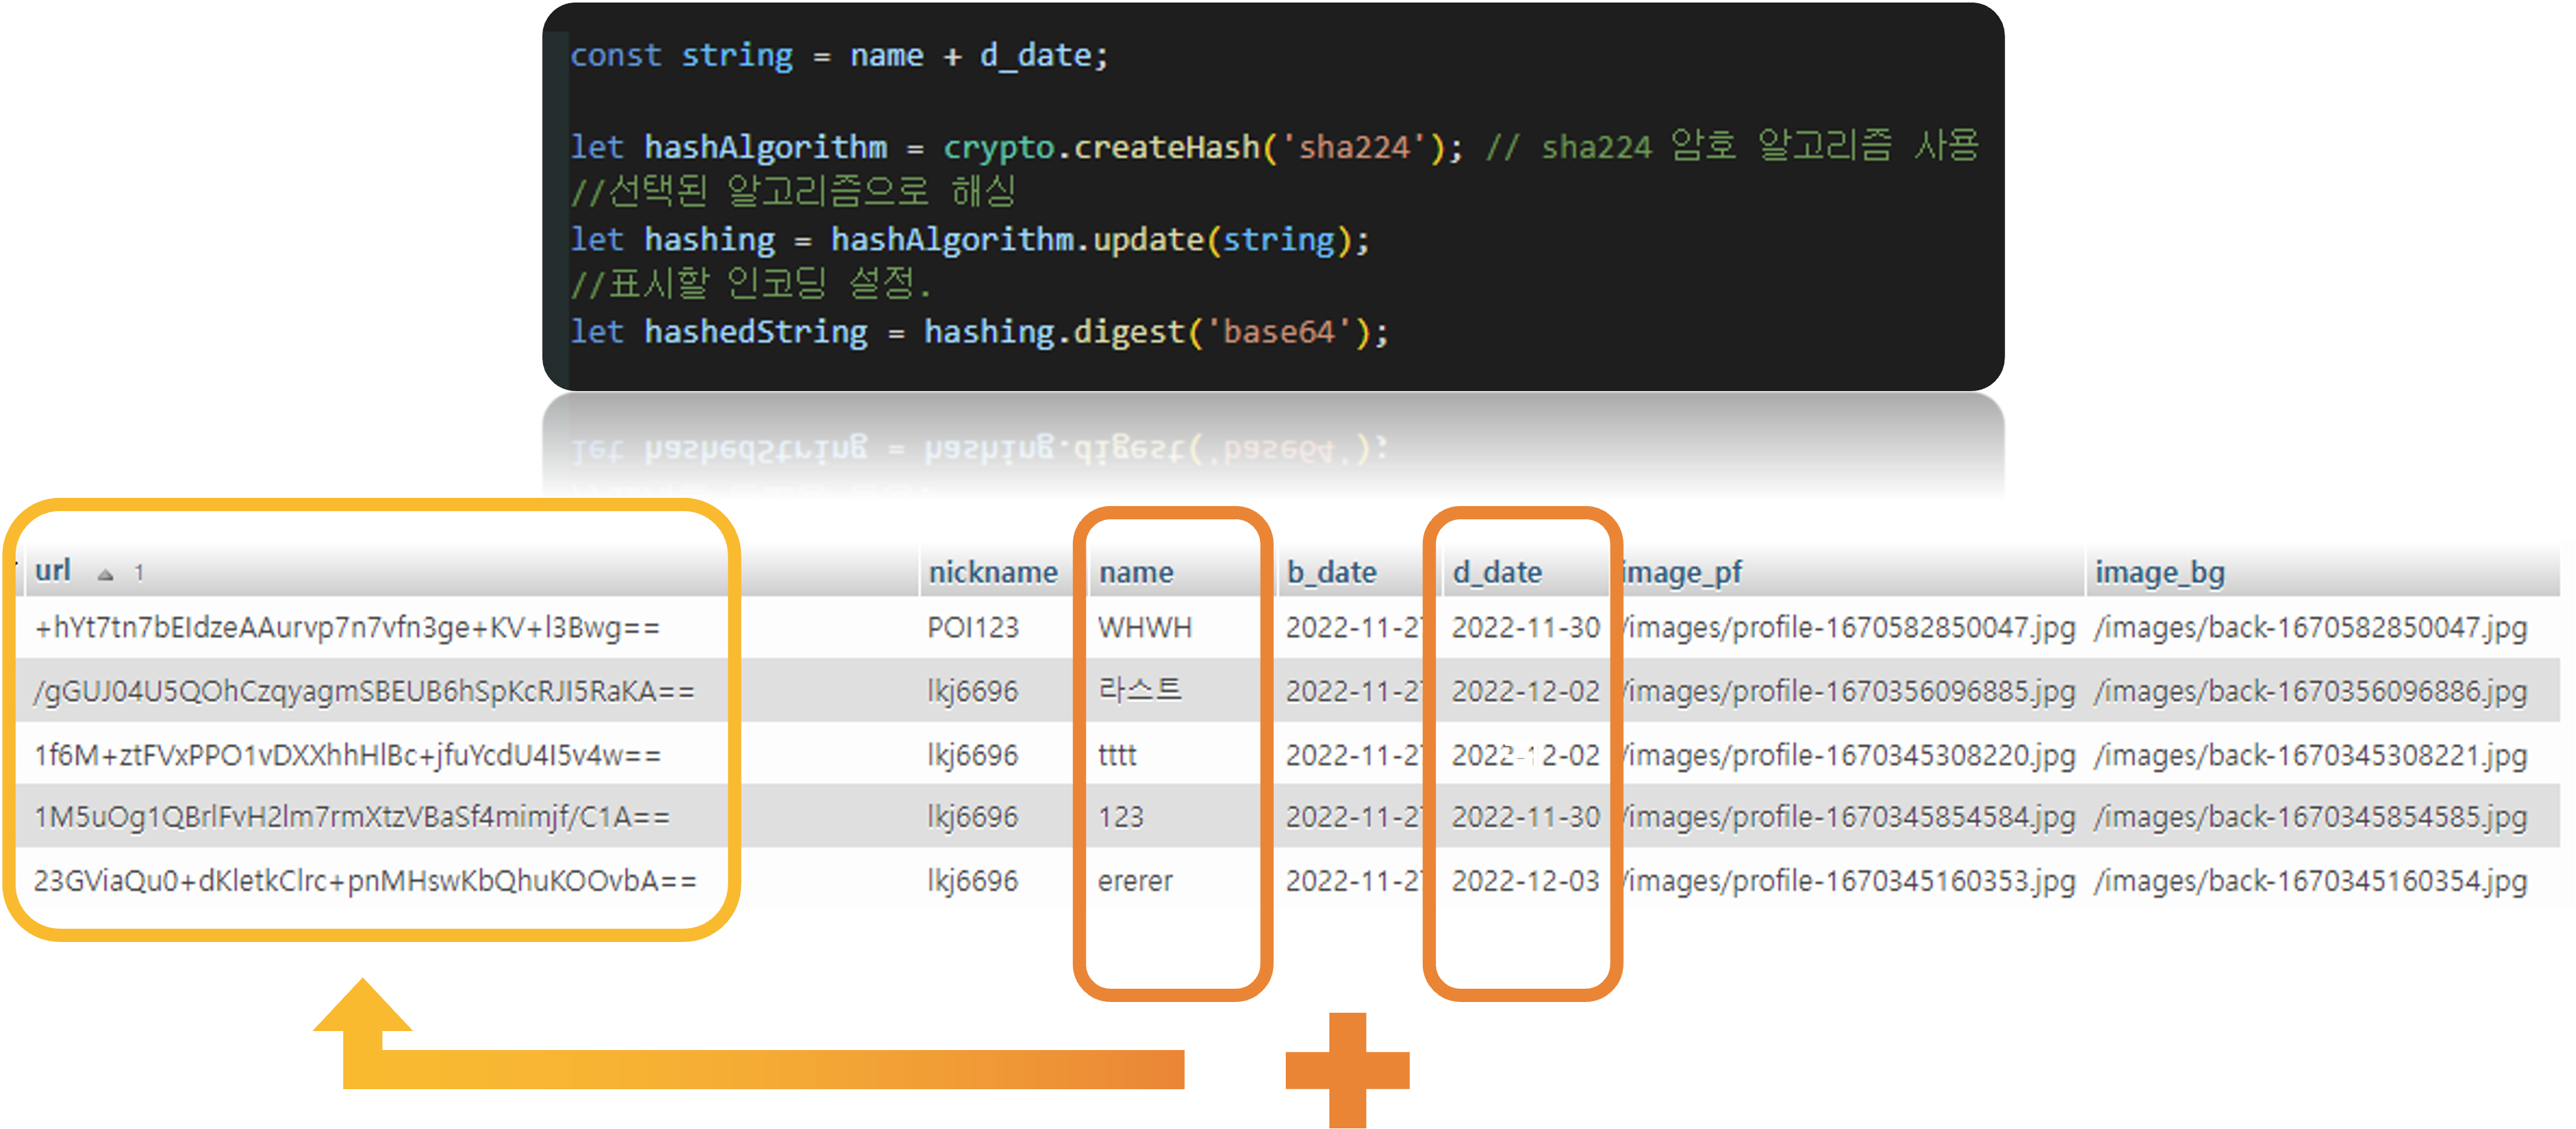 const string = name + d_date;
let hashAlgorithm = crypto.createHash('sha224'); // sha224 암호 알고리즘 사용
//선택된 알고리즘으로 해싱
let hashing = hashAlgorithm.update(string);
//표시할 인코딩 설정.
let hashedString = hashing.digest('base64');
url 1 nickname name b_date d_date image_pf image_bg
+hYt7tn7bEIdzeAAurvp7n7vfn3ge+KV+l3Bwg== POI123 WHWH 2022-11-27 2022-11-30 /images/profile-1670582850047.jpg /images/back-1670582850047.jpg
/gGUJ04U5QOhCzqyagmSBEUB6hSpKcRJI5RaKA== lkj6696 라스트 2022-11-27 2022-12-02 /images/profile-1670356096885.jpg /images/back-1670356096886.jpg
1f6M+ztFVxPPO1vDXXhhHlBc+jfuYcdU4I5v4w== lkj6696 tttt 2022-11-27 2022-12-02 /images/profile-1670345308220.jpg /images/back-1670345308221.jpg
1M5uOg1QBrlFvH2lm7rmXtzVBaSf4mimjf/C1A== lkj6696 123 2022-11-27 2022-11-30 /images/profile-1670345854584.jpg /images/back-1670345854585.jpg
23GViaQu0+dKletkClrc+pnMHswKbQhuKOOvbA== lkj6696 ererer 2022-11-27 2022-12-03 /images/profile-1670345160353.jpg /images/back-1670345160354.jpg